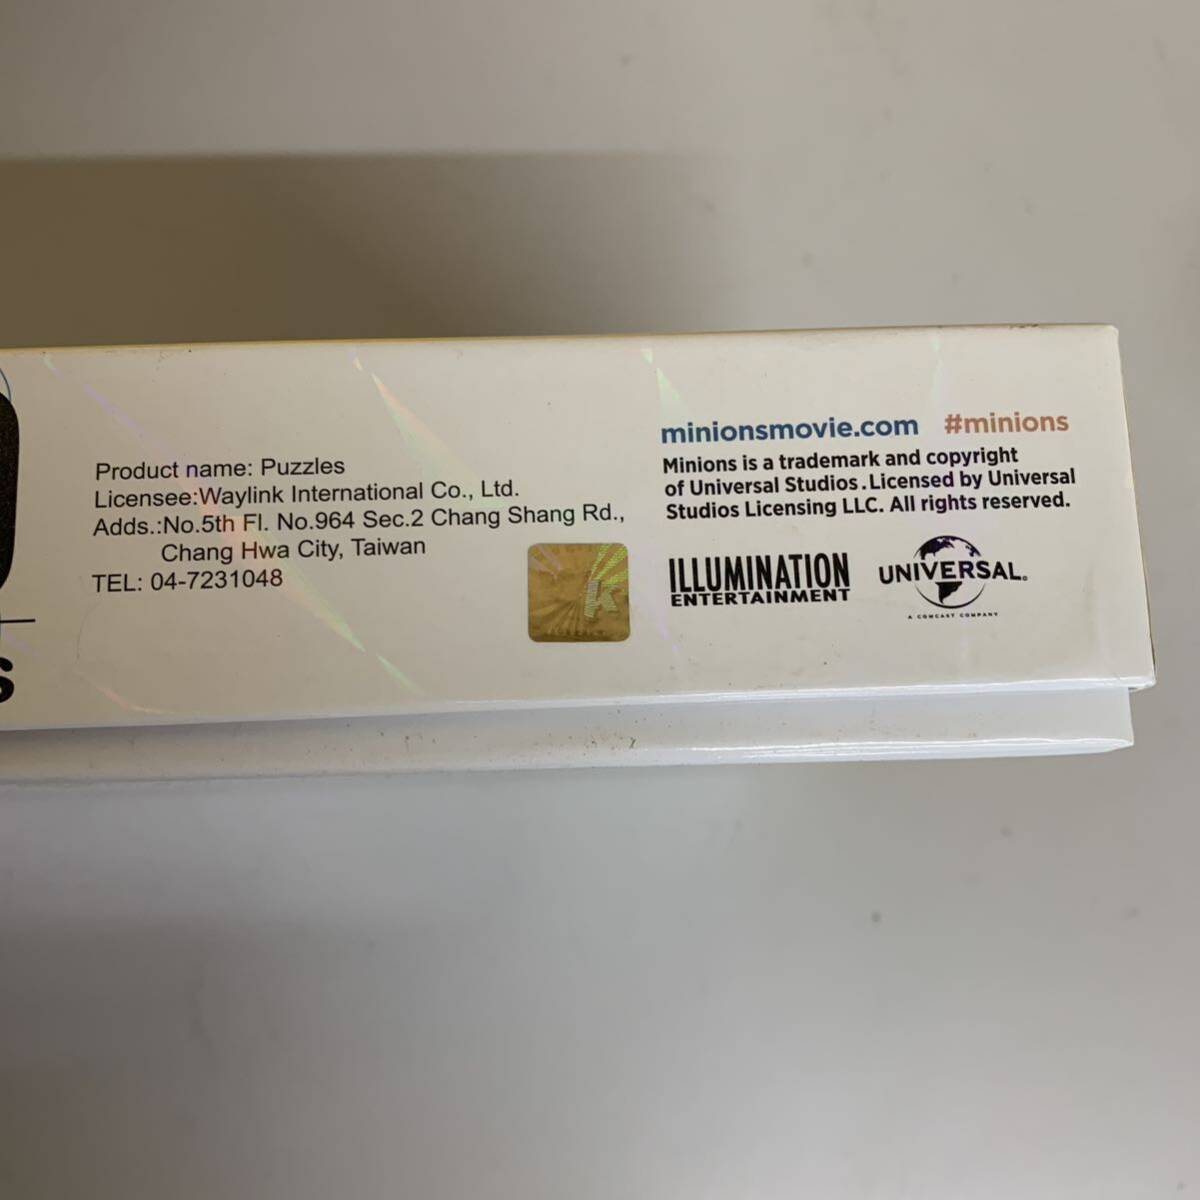 Product name: Puzzles
Licensee:Waylink International Co., Ltd.
Adds.:No.5th Fl. No.964 Sec.2 Chang Shang Rd.,
Chang Hwa City, Taiwan
TEL: 04-7231048
minionsmovie.com #minions
Minions is a trademark and copyright
of Universal Studios.Licensed by Universal
Studios Licensing LLC. All rights reserved.
ILLUMINATION
ENTERTAINMENT
UNIVERSAL®
A COMCAST COMPANY
k
s